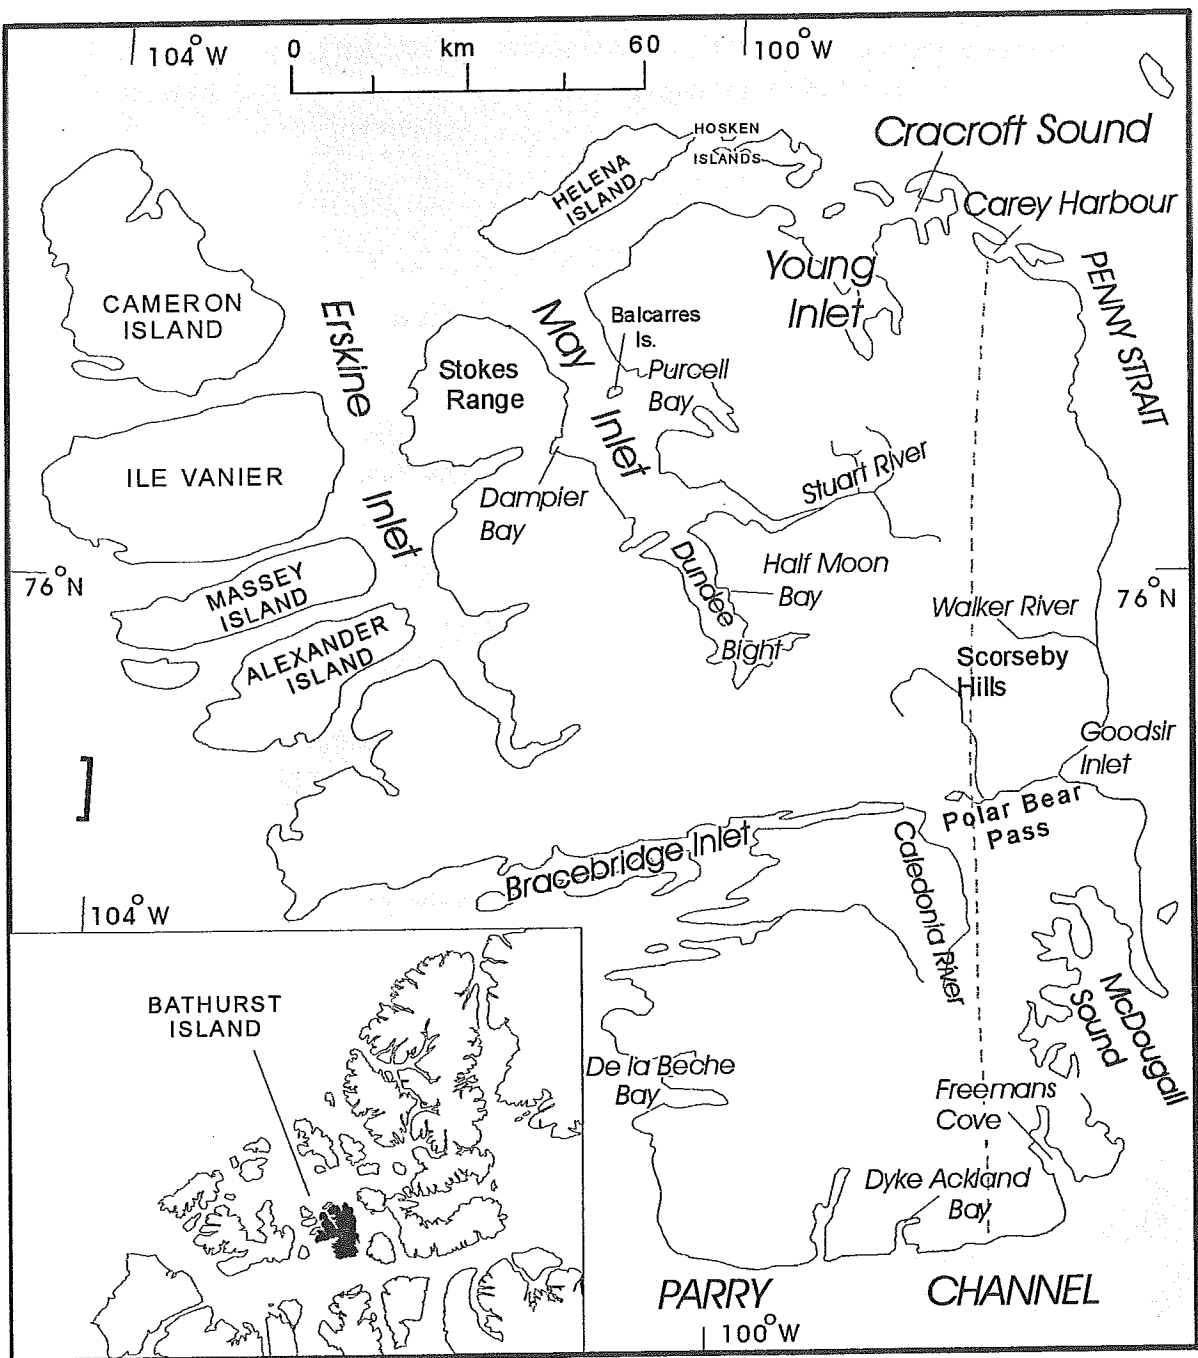 104°W
0 km 60
100°W
HOSKEN
ISLANDS
HELENA
ISLAND
Cracroft Sound
Carey Harbour
Young
Inlet
PENNY STRAIT
CAMERON
ISLAND
Erskine
Inlet
May
Inlet
Balcarres
Is.
Stokes
Range
Purcell
Bay
ILE VANIER
Dampier
Bay
Stuart River
Dundee
Bight
Half Moon
Bay
76°N
76°N
MASSEY
ISLAND
Walker River
ALEXANDER
ISLAND
Scorseby
Hills
Goodsir
Inlet
]
Polar Bear
Pass
Bracebridge Inlet
Caledonia River
104°W
McDougall
Sound
BATHURST
ISLAND
De la Beche
Bay
Freemans
Cove
Dyke Ackland
Bay
PARRY CHANNEL
100°W